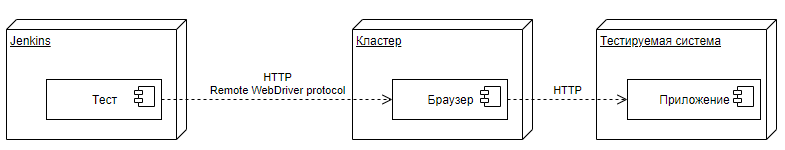 Jenkins
Тест
HTTP
Remote WebDriver protocol
Кластер
Браузер
HTTP
Тестируемая система
Приложение